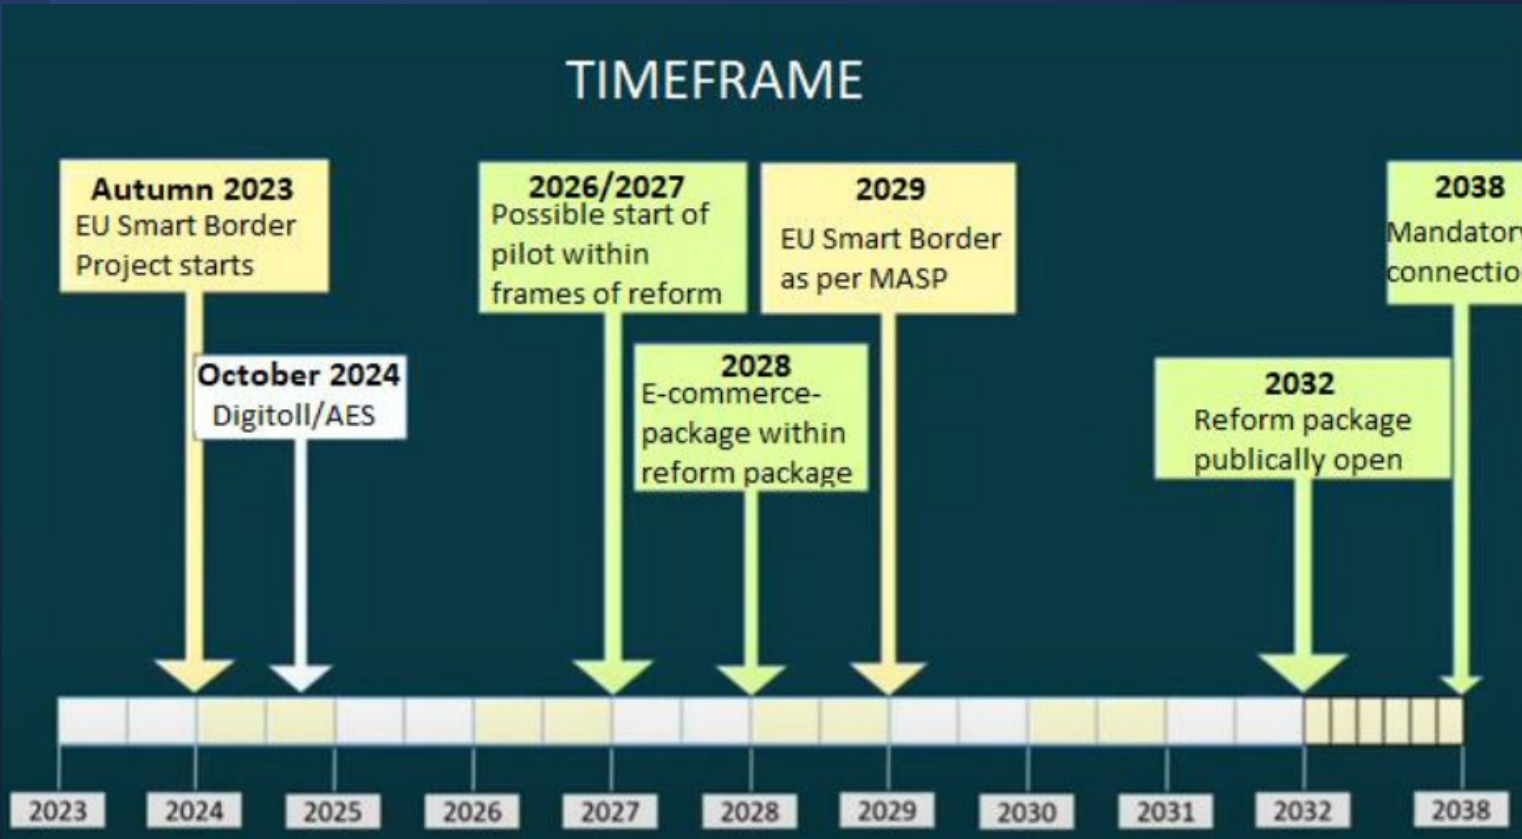 TIMEFRAME
Autumn 2023
EU Smart Border
Project starts
October 2024
Digitoll/AES
2026/2027
Possible start of
pilot within
frames of reform
2028
E-commerce-
package within
reform package
2029
EU Smart Border
as per MASP
2032
Reform package
publically open
2038
Mandatory
connectio
2023
2024
2025
2026
2027
2028
2029
2030
2031
2032
2038